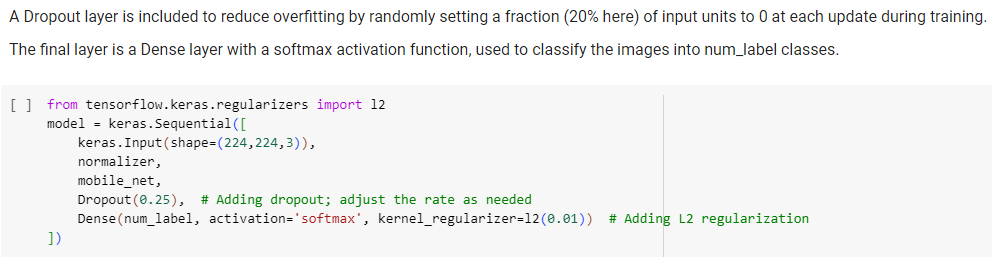 A Dropout layer is included to reduce overfitting by randomly setting a fraction (20% here) of input units to 0 at each update during training.
The final layer is a Dense layer with a softmax activation function, used to classify the images into num_label classes.
[ ] from tensorflow.keras.regularizers import l2
model = keras.Sequential([
    keras.Input(shape=(224,224,3)),
    normalizer,
    mobile_net,
    Dropout(0.25),  # Adding dropout; adjust the rate as needed
    Dense(num_label, activation='softmax', kernel_regularizer=l2(0.01))  # Adding L2 regularization
])